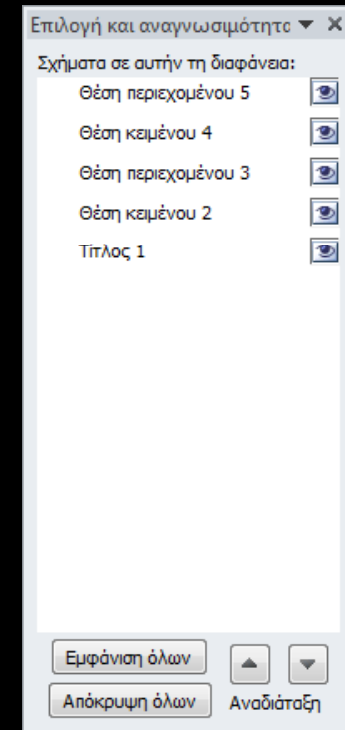 Επιλογή και αναγνωσιμότητα
Σχήματα σε αυτήν τη διαφάνεια:
Θέση περιεχομένου 5
Θέση κειμένου 4
Θέση περιεχομένου 3
Θέση κειμένου 2
Τίτλος 1
Εμφάνιση όλων
Απόκρυψη όλων
Αναδιάταξη